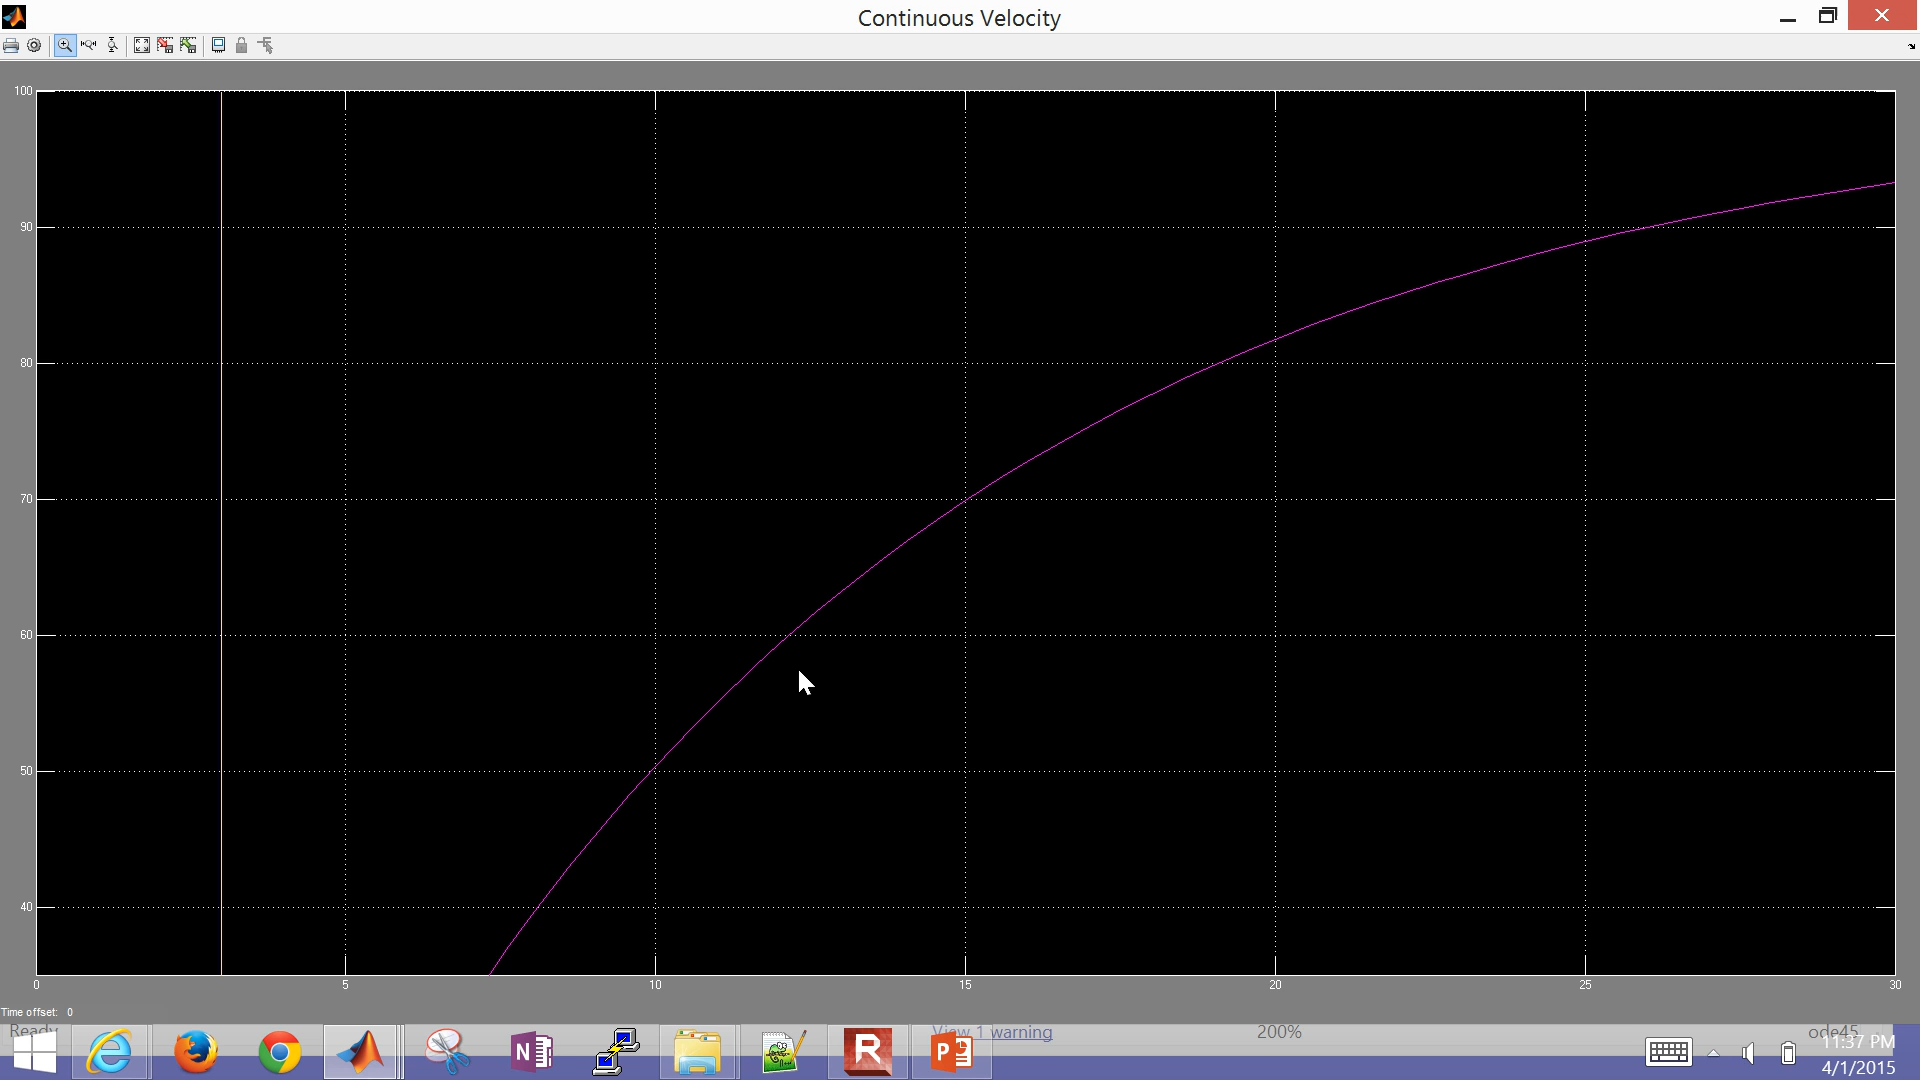 Continuous Velocity
100
90
80
70
60
50
40
0 5 10 15 20 25 30
Time offset: 0
Ready View 1 warning 200% ode45
N R P
11:37 PM
4/1/2015